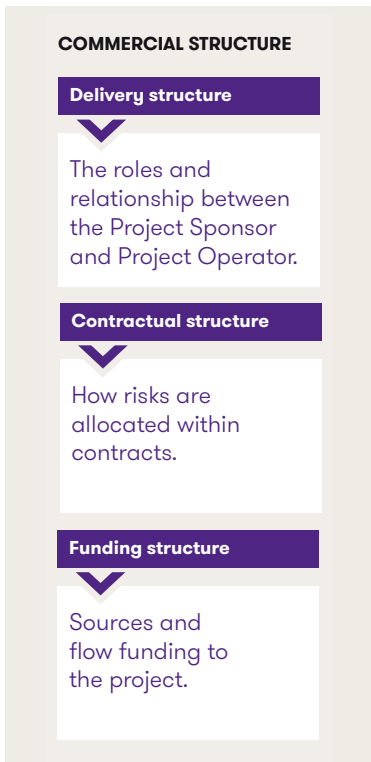 COMMERCIAL STRUCTURE
Delivery structure
The roles and
relationship between
the Project Sponsor
and Project Operator.
Contractual structure
How risks are
allocated within
contracts.
Funding structure
Sources and
flow funding to
the project.